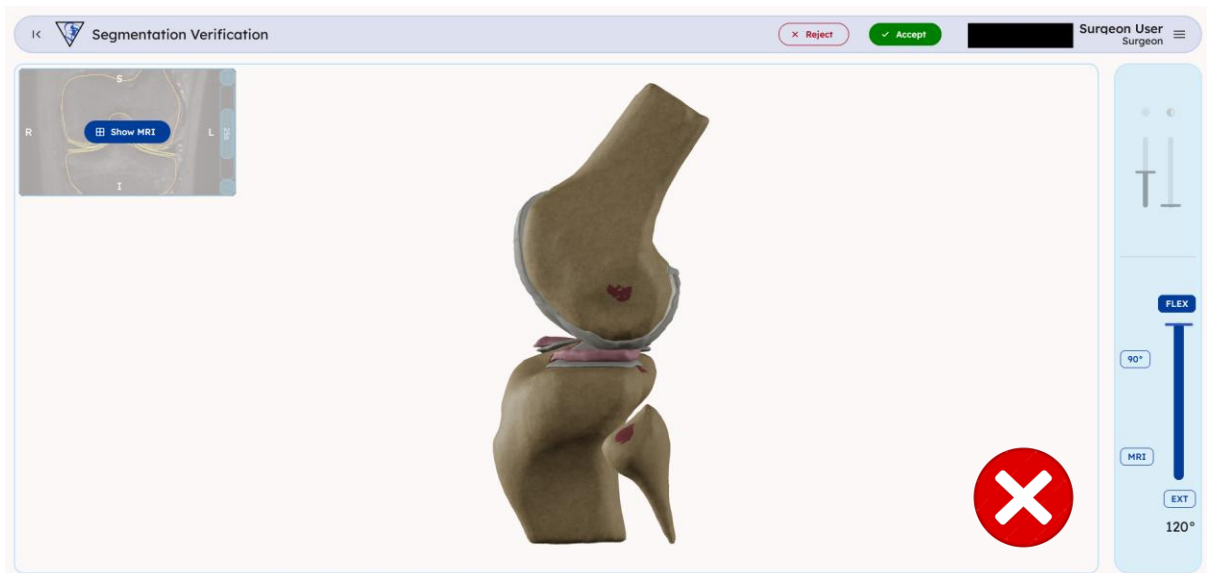 Segmentation Verification
Reject
Accept
Surgeon User
Surgeon
S
R
Show MRI
L
I
FLEX
90°
MRI
EXT
120°